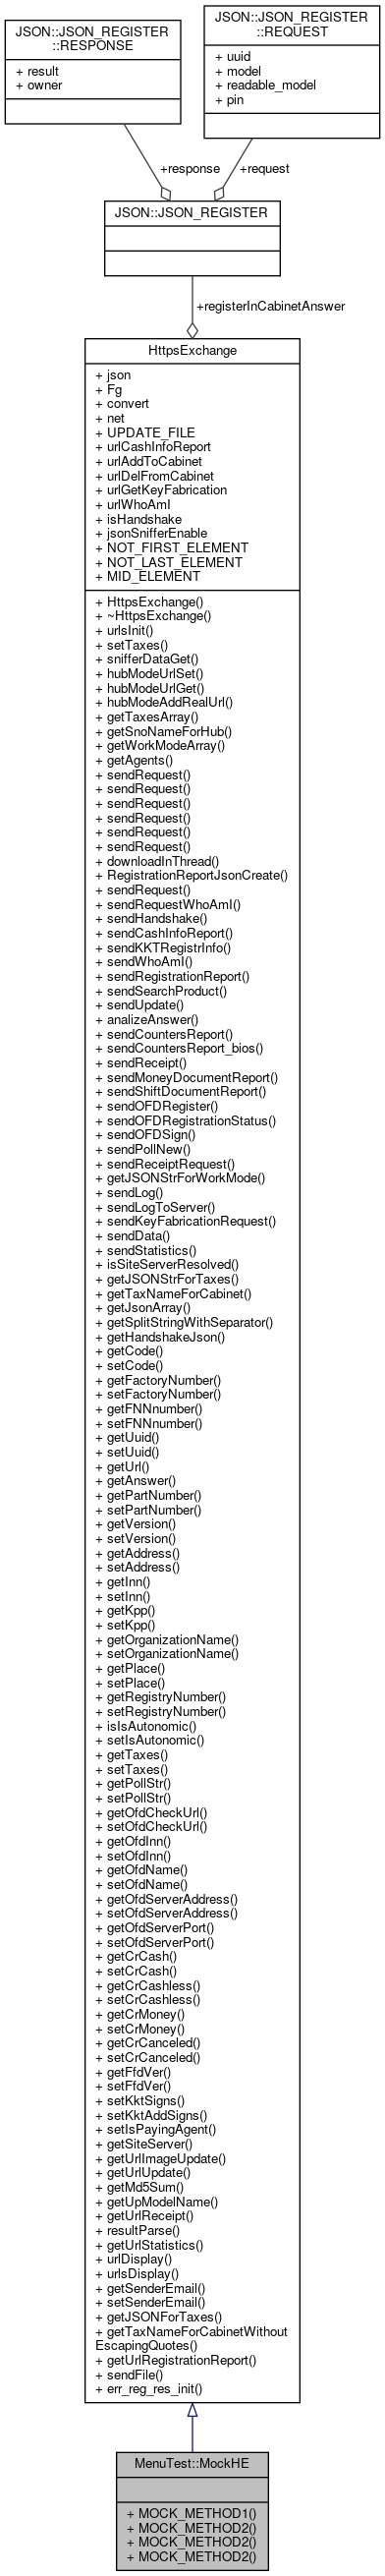 JSON::JSON_REGISTER
::RESPONSE
+ result
+ owner
JSON::JSON_REGISTER
::REQUEST
+ uuid
+ model
+ readable_model
+ pin
+response
+request
JSON::JSON_REGISTER
+registerInCabinetAnswer
HttpsExchange
+ json
+ Fg
+ convert
+ net
+ UPDATE_FILE
+ urlCashInfoReport
+ urlAddToCabinet
+ urlDelFromCabinet
+ urlGetKeyFabrication
+ urlWhoAmI
+ isHandshake
+ jsonSnifferEnable
+ NOT_FIRST_ELEMENT
+ NOT_LAST_ELEMENT
+ MID_ELEMENT
+ HttpsExchange()
+ ~HttpsExchange()
+ urlsInit()
+ setTaxes()
+ snifferDataGet()
+ hubModeUrlSet()
+ hubModeUrlGet()
+ hubModeAddRealUrl()
+ getTaxesArray()
+ getSnoNameForHub()
+ getWorkModeArray()
+ getAgents()
+ sendRequest()
+ sendRequest()
+ sendRequest()
+ sendRequest()
+ sendRequest()
+ sendRequest()
+ downloadInThread()
+ RegistrationReportJsonCreate()
+ sendRequest()
+ sendRequestWhoAmI()
+ sendHandshake()
+ sendCashInfoReport()
+ sendKKTRegistrInfo()
+ sendWhoAmI()
+ sendRegistrationReport()
+ sendSearchProduct()
+ sendUpdate()
+ analizeAnswer()
+ sendCountersReport()
+ sendCountersReport_bios()
+ sendReceipt()
+ sendMoneyDocumentReport()
+ sendShiftDocumentReport()
+ sendOFDRegister()
+ sendOFDRegistrationStatus()
+ sendOFDSign()
+ sendPollNew()
+ sendReceiptRequest()
+ getJSONStrForWorkMode()
+ sendLog()
+ sendLogToServer()
+ sendKeyFabricationRequest()
+ sendData()
+ sendStatistics()
+ isSiteServerResolved()
+ getJSONStrForTaxes()
+ getTaxNameForCabinet()
+ getJsonArray()
+ getSplitStringWithSeparator()
+ getHandshakeJson()
+ getCode()
+ setCode()
+ getFactoryNumber()
+ setFactoryNumber()
+ getFNNnumber()
+ setFNNnumber()
+ getUuid()
+ setUuid()
+ getUrl()
+ getAnswer()
+ getPartNumber()
+ setPartNumber()
+ getVersion()
+ setVersion()
+ getAddress()
+ setAddress()
+ getInn()
+ setInn()
+ getKpp()
+ setKpp()
+ getOrganizationName()
+ setOrganizationName()
+ getPlace()
+ setPlace()
+ getRegistryNumber()
+ setRegistryNumber()
+ isIsAutonomic()
+ setIsAutonomic()
+ getTaxes()
+ setTaxes()
+ getPollStr()
+ setPollStr()
+ getOfdCheckUrl()
+ setOfdCheckUrl()
+ getOfdInn()
+ setOfdInn()
+ getOfdName()
+ setOfdName()
+ getOfdServerAddress()
+ setOfdServerAddress()
+ getOfdServerPort()
+ setOfdServerPort()
+ getCrCash()
+ setCrCash()
+ getCrCashless()
+ setCrCashless()
+ getCrMoney()
+ setCrMoney()
+ getCrCanceled()
+ setCrCanceled()
+ getFfdVer()
+ setFfdVer()
+ setKktSigns()
+ setKktAddSigns()
+ setIsPayingAgent()
+ getSiteServer()
+ getUrlImageUpdate()
+ getUrlUpdate()
+ getMd5Sum()
+ getUpModelName()
+ getUrlReceipt()
+ resultParse()
+ getUrlStatistics()
+ urlDisplay()
+ urlsDisplay()
+ getSenderEmail()
+ setSenderEmail()
+ getJSONForTaxes()
+ getTaxNameForCabinetWithout
EscapingQuotes()
+ getUrlRegistrationReport()
+ sendFile()
+ err_reg_res_init()
MenuTest::MockHE
+ MOCK_METHOD1()
+ MOCK_METHOD2()
+ MOCK_METHOD2()
+ MOCK_METHOD2()